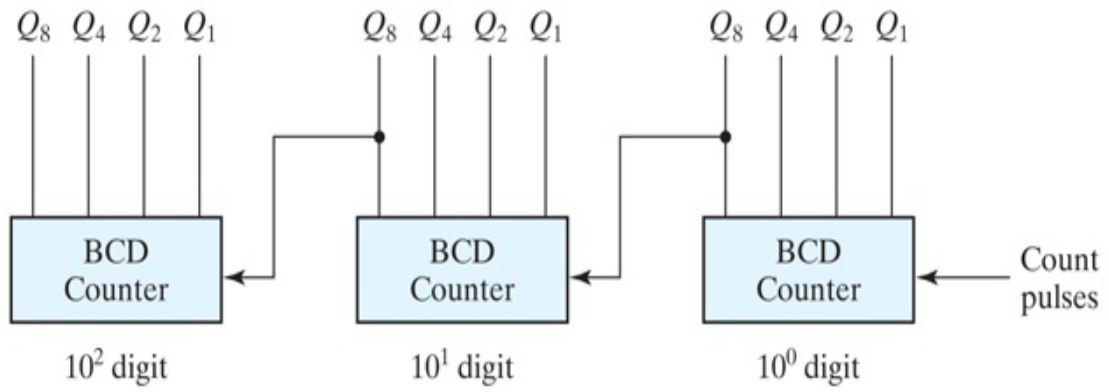 Q₈ Q₄ Q₂ Q₁ Q₈ Q₄ Q₂ Q₁ Q₈ Q₄ Q₂ Q₁
BCD Counter
BCD Counter
BCD Counter
Count pulses
10² digit 10¹ digit 10⁰ digit